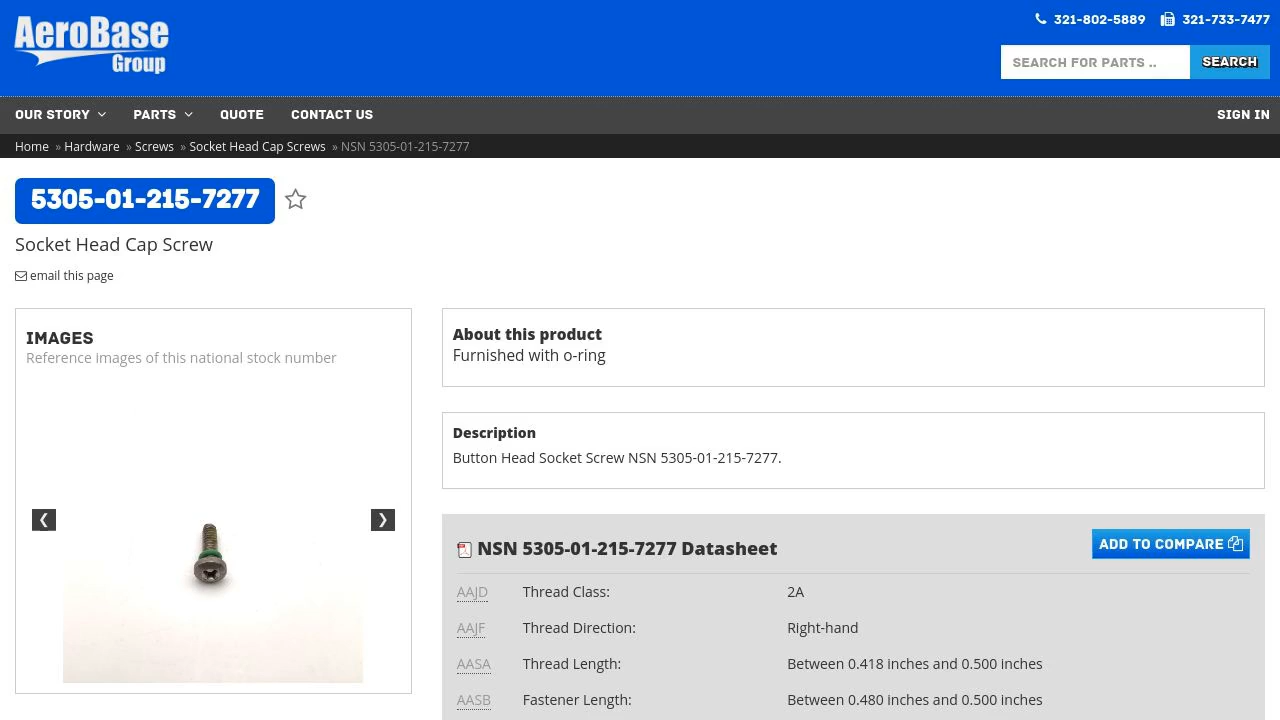 AeroBase
Group
321-802-5889 321-733-7477
SEARCH FOR PARTS .. SEARCH
OUR STORY PARTS QUOTE CONTACT US SIGN IN
Home » Hardware » Screws » Socket Head Cap Screws » NSN 5305-01-215-7277
5305-01-215-7277
Socket Head Cap Screw
email this page
IMAGES
Reference images of this national stock number
❮ ❯
About this product
Furnished with o-ring
Description
Button Head Socket Screw NSN 5305-01-215-7277.
NSN 5305-01-215-7277 Datasheet ADD TO COMPARE
AAJD Thread Class: 2A
AAJF Thread Direction: Right-hand
AASA Thread Length: Between 0.418 inches and 0.500 inches
AASB Fastener Length: Between 0.480 inches and 0.500 inches